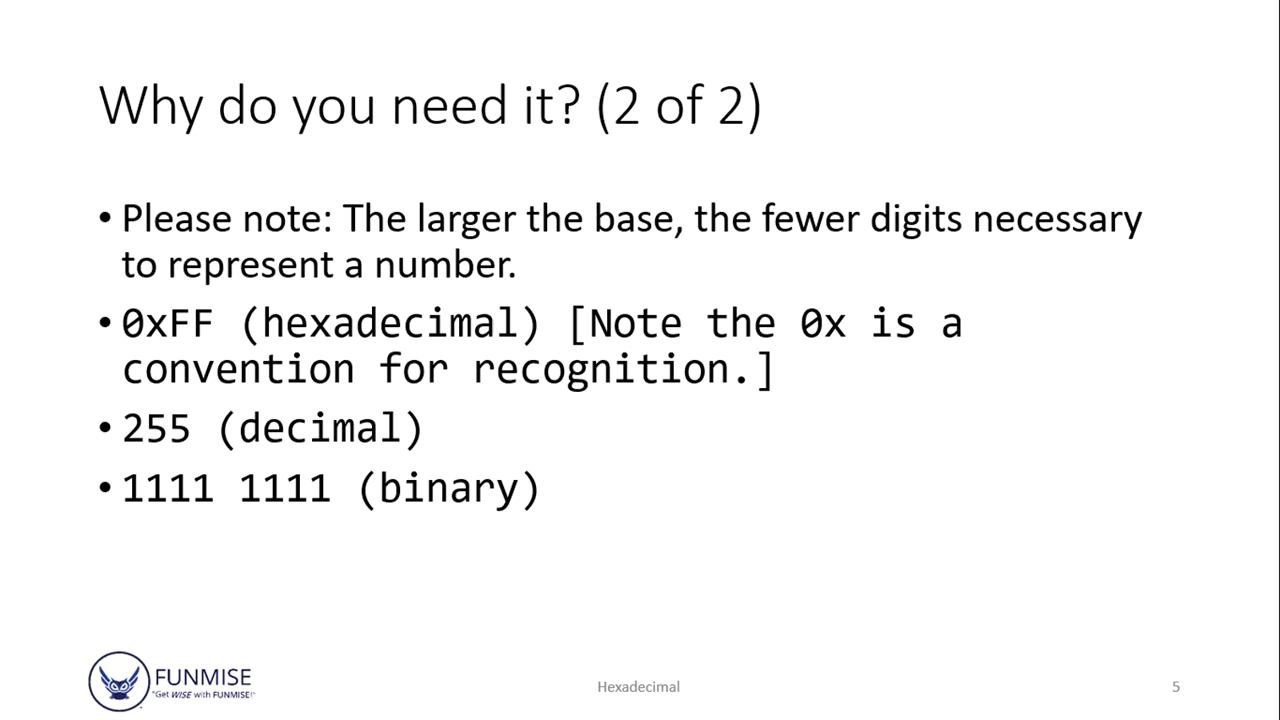 Why do you need it? (2 of 2)
• Please note: The larger the base, the fewer digits necessary
to represent a number.
• 0xFF (hexadecimal) [Note the 0x is a
convention for recognition.]
• 255 (decimal)
• 1111 1111 (binary)
FUNMISE
"Get WISE with FUNMISE!"
Hexadecimal
5